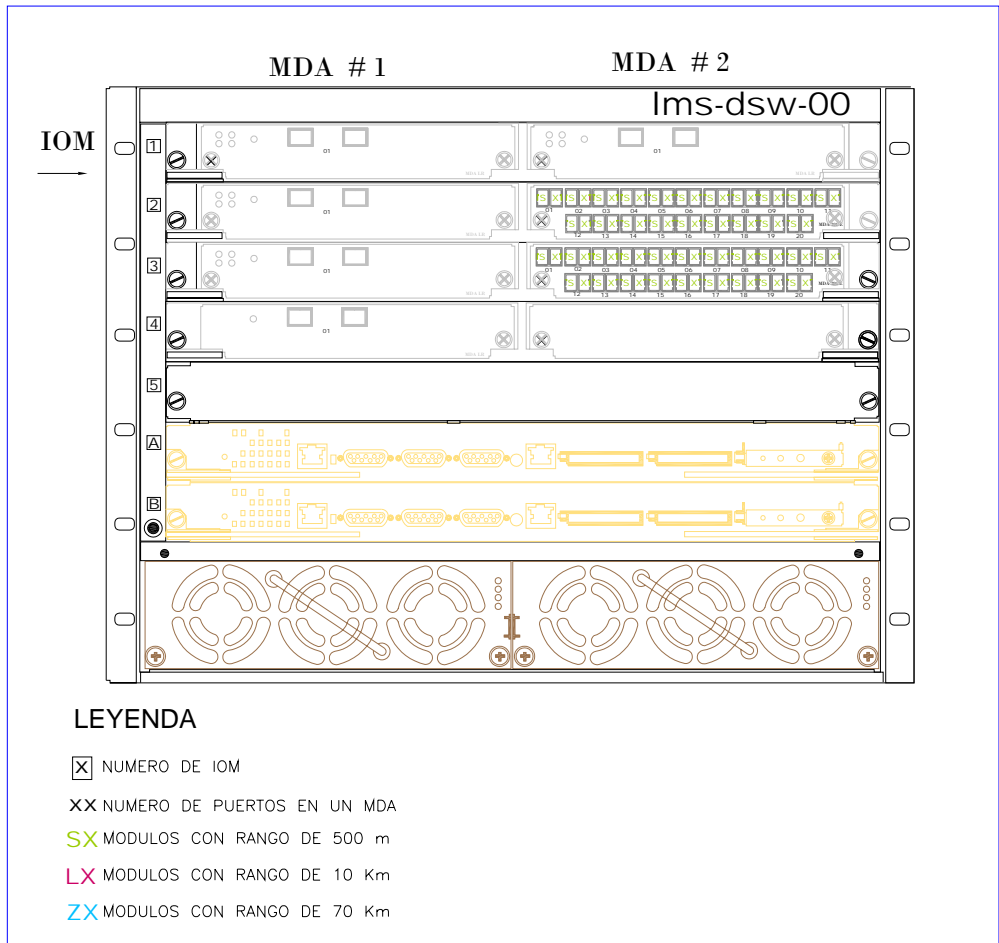 MDA # 1
MDA # 2
lms-dsw-00
IOM
1
01
01
2
01
S X S X S X S X S X S X S X S X S X S X S X
01 02 03 04 05 06 07 08 09 10 11
S X S X S X S X S X S X S X S X S X
12 13 14 15 16 17 18 19 20
3
01
S X S X S X S X S X S X S X S X S X S X S X
01 02 03 04 05 06 07 08 09 10 11
S X S X S X S X S X S X S X S X S X
12 13 14 15 16 17 18 19 20
4
01
5
A
B
LEYENDA
X NUMERO DE IOM
XX NUMERO DE PUERTOS EN UN MDA
SX MODULOS CON RANGO DE 500 m
LX MODULOS CON RANGO DE 10 Km
ZX MODULOS CON RANGO DE 70 Km